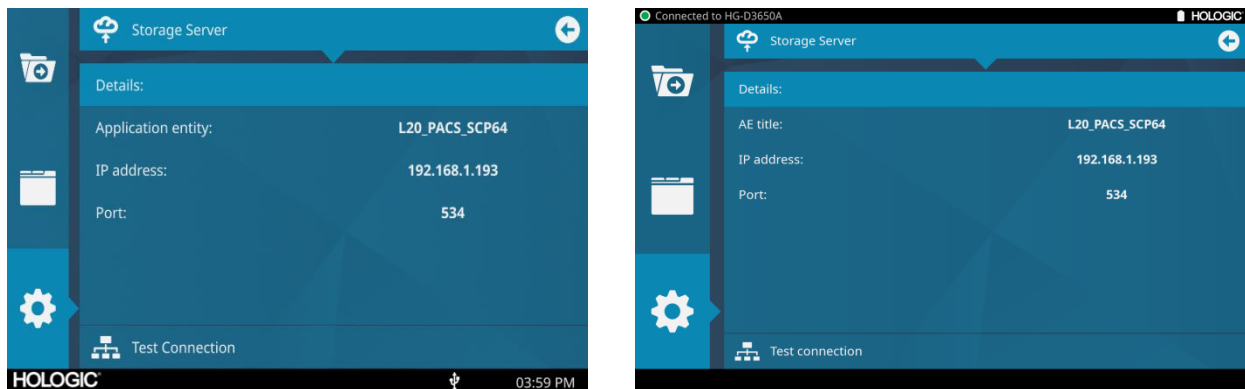 Storage Server
Details:
Application entity: L20_PACS_SCP64
IP address: 192.168.1.193
Port: 534
Test Connection
HOLOGIC 03:59 PM
Connected to HG-D3650A HOLOGIC
Storage Server
Details:
AE title: L20_PACS_SCP64
IP address: 192.168.1.193
Port: 534
Test connection